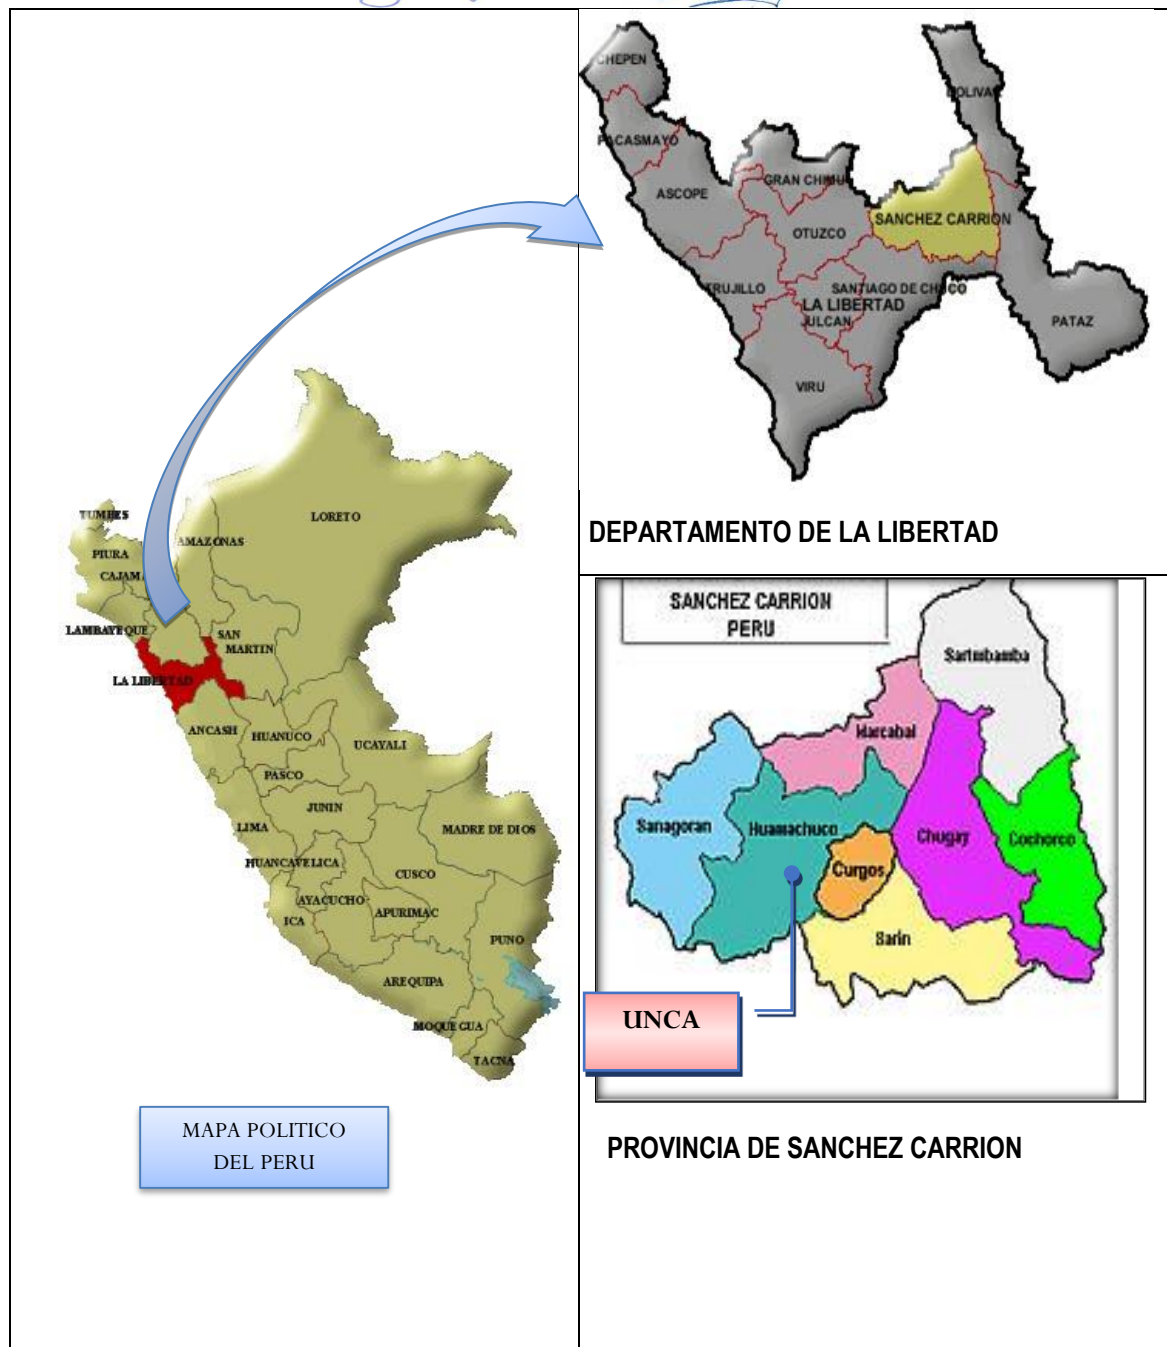 CHEPEN
BOLIVAR
PACASMAYO
GRAN CHIMU
ASCOPE
SANCHEZ CARRION
OTUZCO
TRUJILLO
SANTIAGO DE CHUCO
LA LIBERTAD
JULCAN
PATAZ
VIRU
DEPARTAMENTO DE LA LIBERTAD
TUMBES
LORETO
PIURA
AMAZONAS
CAJAMA
LAMBAYEQUE
SAN
MARTIN
LA LIBERTAD
ANCASH
HUANUCO
UCAYALI
PASCO
JUNIN
LIMA
MADRE DE DIOS
HUANCAVELICA
CUSCO
AYACUCHO
APURIMAC
ICA
PUNO
AREQUIPA
MOQUEGUA
TACNA
MAPA POLITICO
DEL PERU
SANCHEZ CARRION
PERU
Sarinbamba
Marcabal
Sanagoran
Huamachuco
Chugay
Cochorco
Curgos
Sarin
UNCA
PROVINCIA DE SANCHEZ CARRION